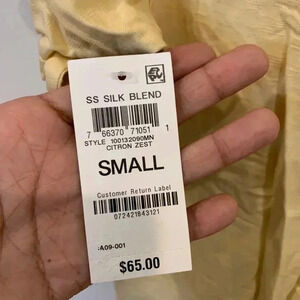 SS SILK BLEND
7 66370 71051 1
STYLE 100132090MN
CITRON ZEST
SMALL
Customer Return Label
072421843121
:A09-001
$65.00